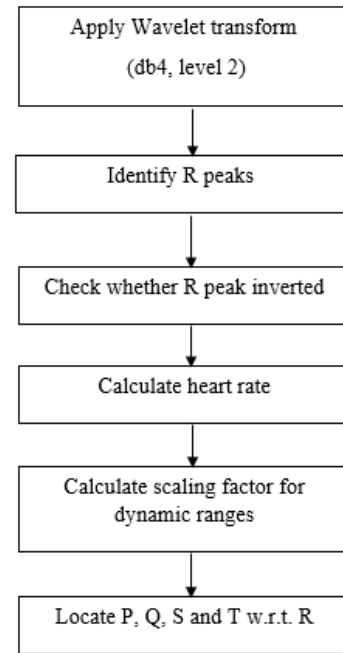 Apply Wavelet transform
(db4, level 2)
Identify R peaks
Check whether R peak inverted
Calculate heart rate
Calculate scaling factor for
dynamic ranges
Locate P, Q, S and T w.r.t. R